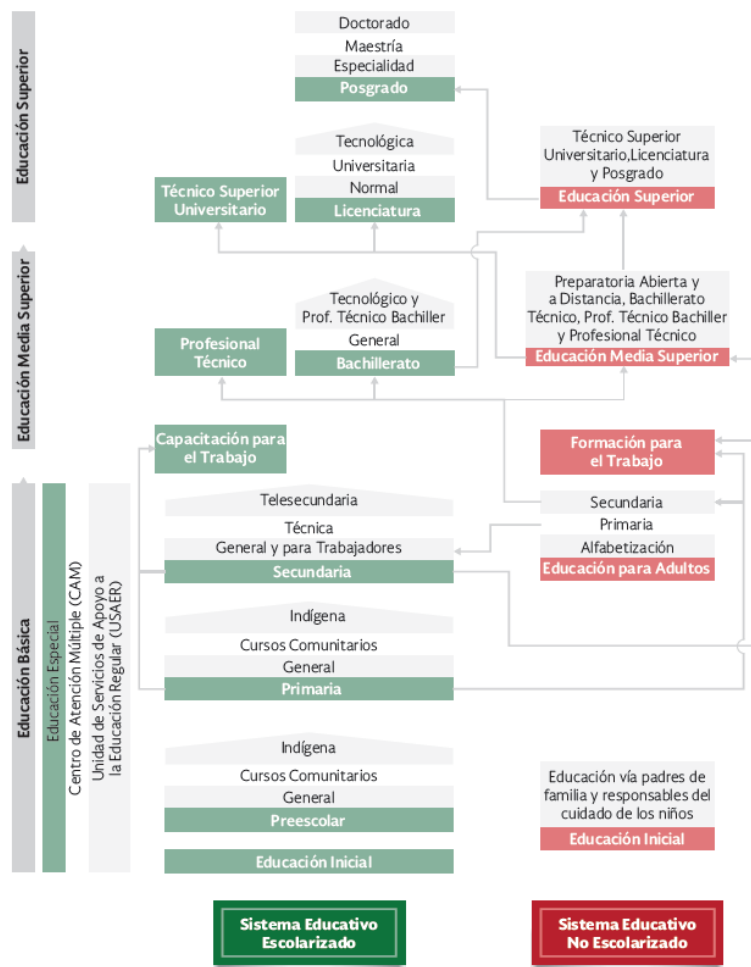 Educación Superior
Doctorado
Maestría
Especialidad
Posgrado
Tecnológica
Universitaria
Normal
Licenciatura
Técnico Superior
Universitario
Técnico Superior
Universitario,Licenciatura
y Posgrado
Educación Superior
Educación Media Superior
Tecnológico y
Prof. Técnico Bachiller
General
Bachillerato
Profesional
Técnico
Preparatoria Abierta y
a Distancia, Bachillerato
Técnico, Prof. Técnico Bachiller
y Profesional Técnico
Educación Media Superior
Capacitación para
el Trabajo
Formación para
el Trabajo
Educación Básica
Educación Especial
Centro de Atención Múltiple (CAM)
Unidad de Servicios de Apoyo a
la Educación Regular (USAER)
Telesecundaria
Técnica
General y para Trabajadores
Secundaria
Secundaria
Primaria
Alfabetización
Educación para Adultos
Indígena
Cursos Comunitarios
General
Primaria
Indígena
Cursos Comunitarios
General
Preescolar
Educación Inicial
Educación vía padres de
familia y responsables del
cuidado de los niños
Educación Inicial
Sistema Educativo
Escolarizado
Sistema Educativo
No Escolarizado